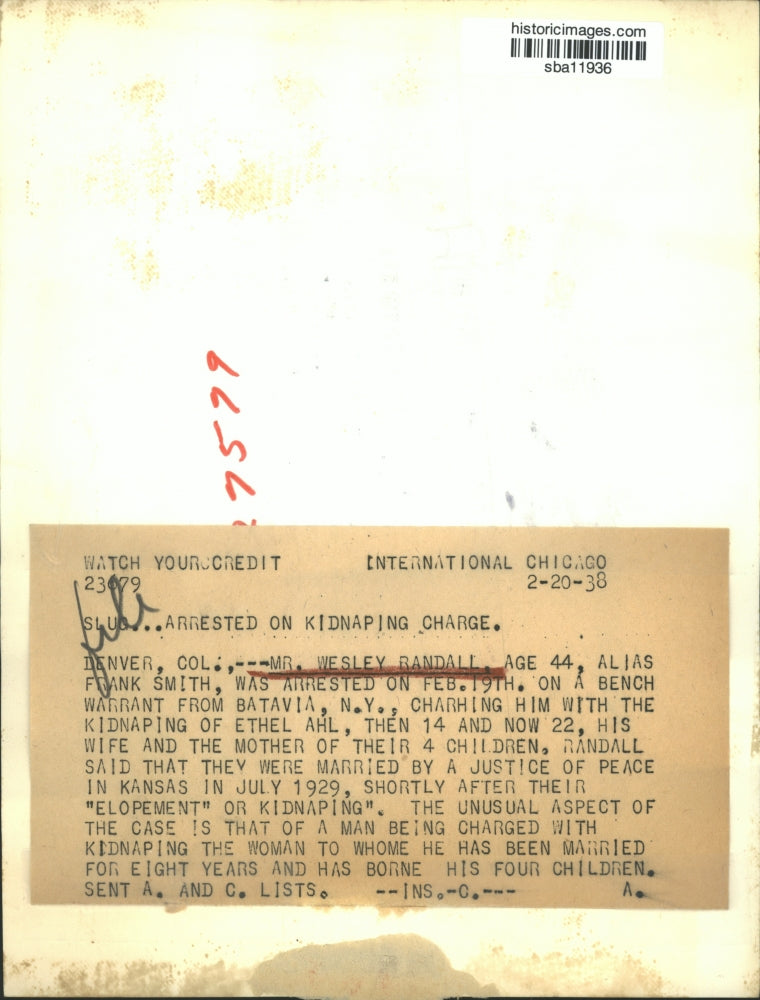 historicimages.com
sba11936
27579
WATCH YOUR CREDIT INTERNATIONAL CHICAGO
23079 2-20-38
file
SLUG...ARRESTED ON KIDNAPING CHARGE.
DENVER, COL.,---MR. WESLEY RANDALL, AGE 44, ALIAS
FRANK SMITH, WAS ARRESTED ON FEB.19TH. ON A BENCH
WARRANT FROM BATAVIA, N.Y., CHARHING HIM WITH THE
KIDNAPING OF ETHEL AHL, THEN 14 AND NOW 22, HIS
WIFE AND THE MOTHER OF THEIR 4 CHILDREN. RANDALL
SAID THAT THEY WERE MARRIED BY A JUSTICE OF PEACE
IN KANSAS IN JULY 1929, SHORTLY AFTER THEIR
"ELOPEMENT" OR KIDNAPING". THE UNUSUAL ASPECT OF
THE CASE IS THAT OF A MAN BEING CHARGED WITH
KIDNAPING THE WOMAN TO WHOME HE HAS BEEN MARRIED
FOR EIGHT YEARS AND HAS BORNE HIS FOUR CHILDREN.
SENT A. AND C. LISTS. --INS.-C.--- A.